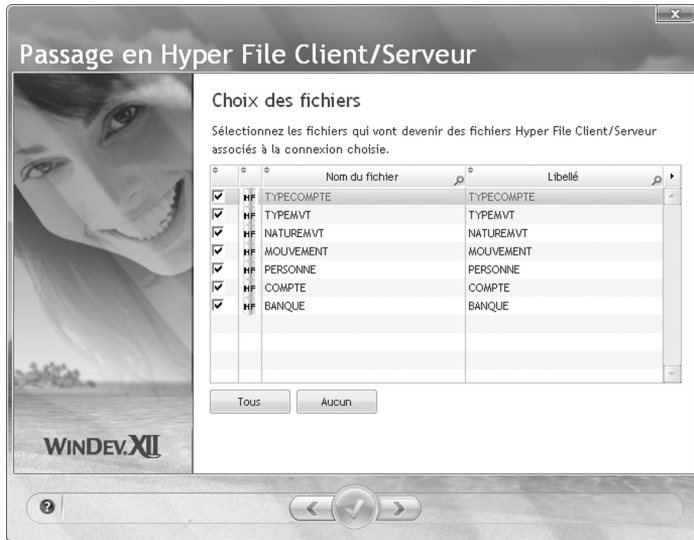 Passage en Hyper File Client/Serveur
Choix des fichiers
Sélectionnez les fichiers qui vont devenir des fichiers Hyper File Client/Serveur
associés à la connexion choisie.
Nom du fichier Libellé
HF TYPECOMPTE TYPECOMPTE
HF TYPEMVT TYPEMVT
HF NATUREMVT NATUREMVT
HF MOUVEMENT MOUVEMENT
HF PERSONNE PERSONNE
HF COMPTE COMPTE
HF BANQUE BANQUE
Tous Aucun
WINDEV.XII